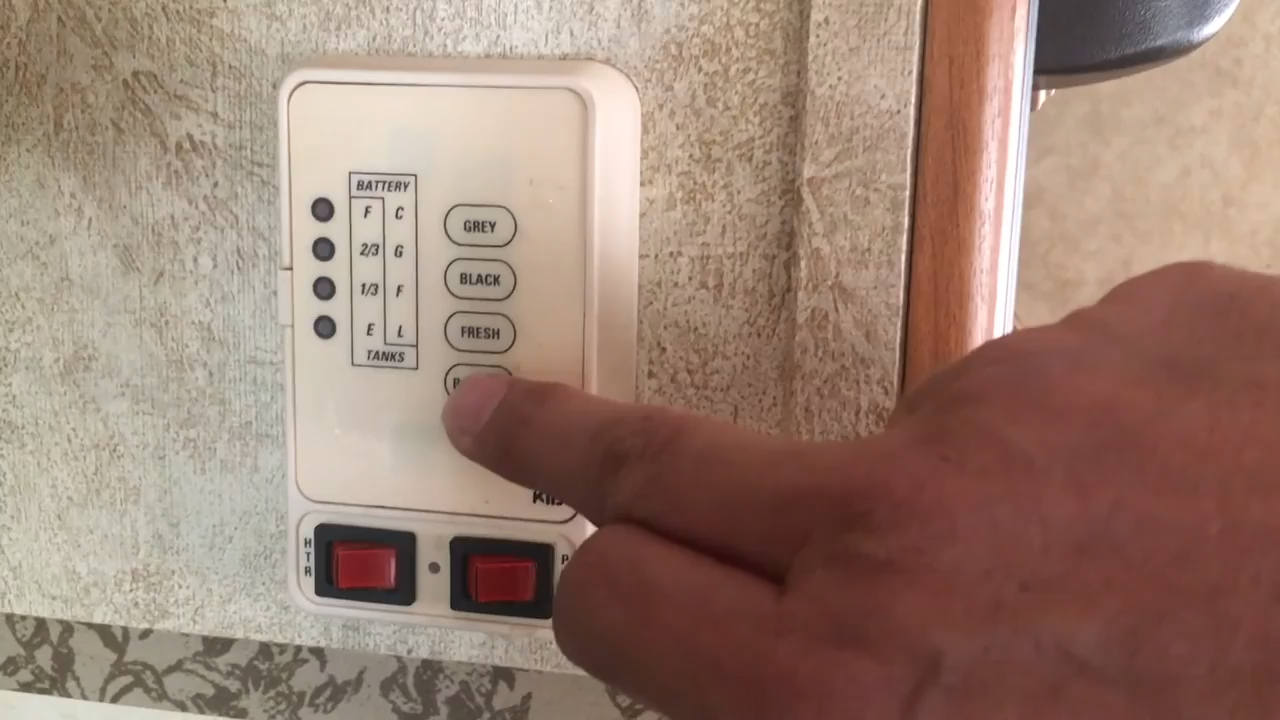 BATTERY
F C
2/3 G
1/3 F
E L
TANKS
GREY
BLACK
FRESH
HTR